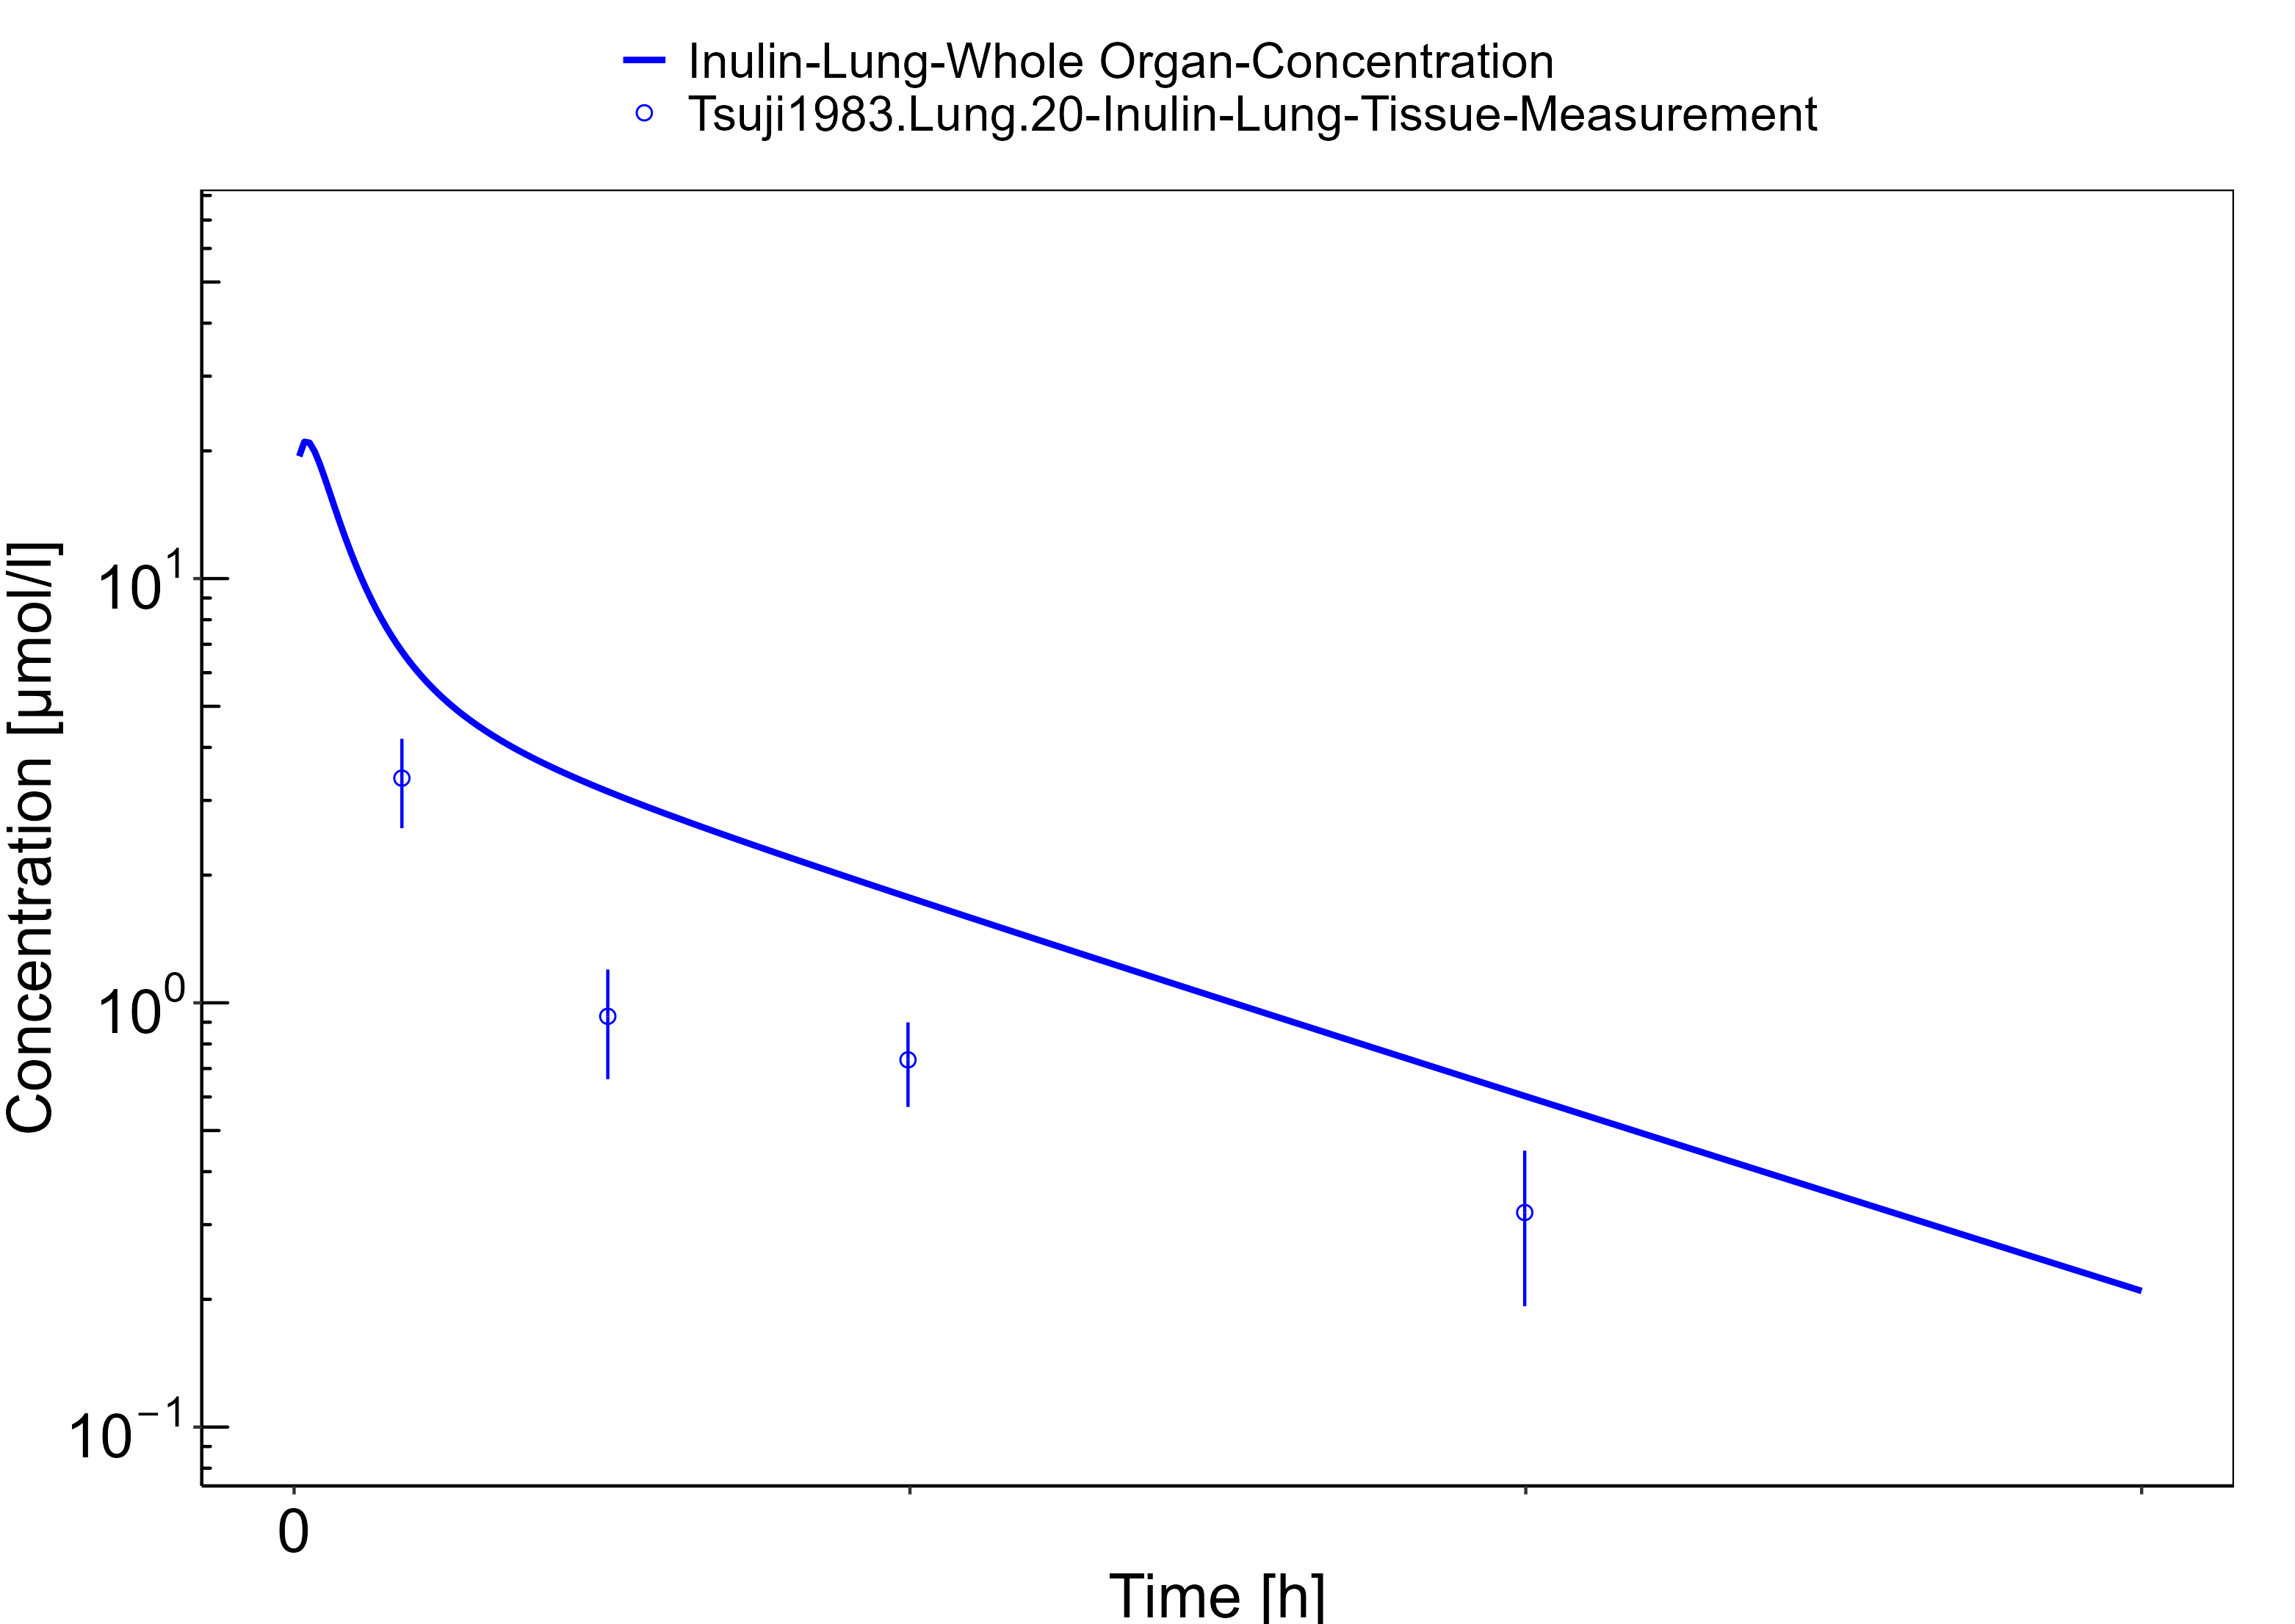 Inulin-Lung-Whole Organ-Concentration
Tsuji1983.Lung.20-Inulin-Lung-Tissue-Measurement
Concentration [µmol/l]
10¹
10⁰
10⁻¹
0
Time [h]